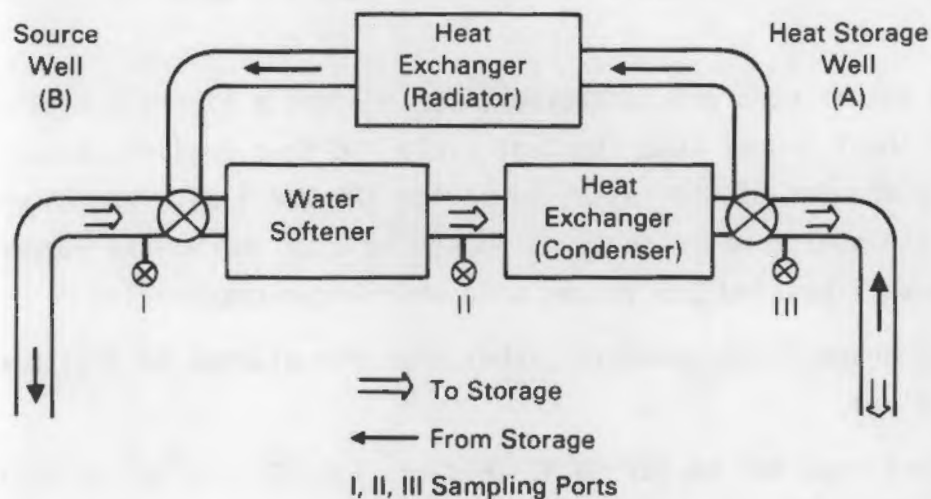 Source
Well
(B)
Heat
Exchanger
(Radiator)
Heat Storage
Well
(A)
Water
Softener
Heat
Exchanger
(Condenser)
I
II
III
To Storage
From Storage
I, II, III Sampling Ports